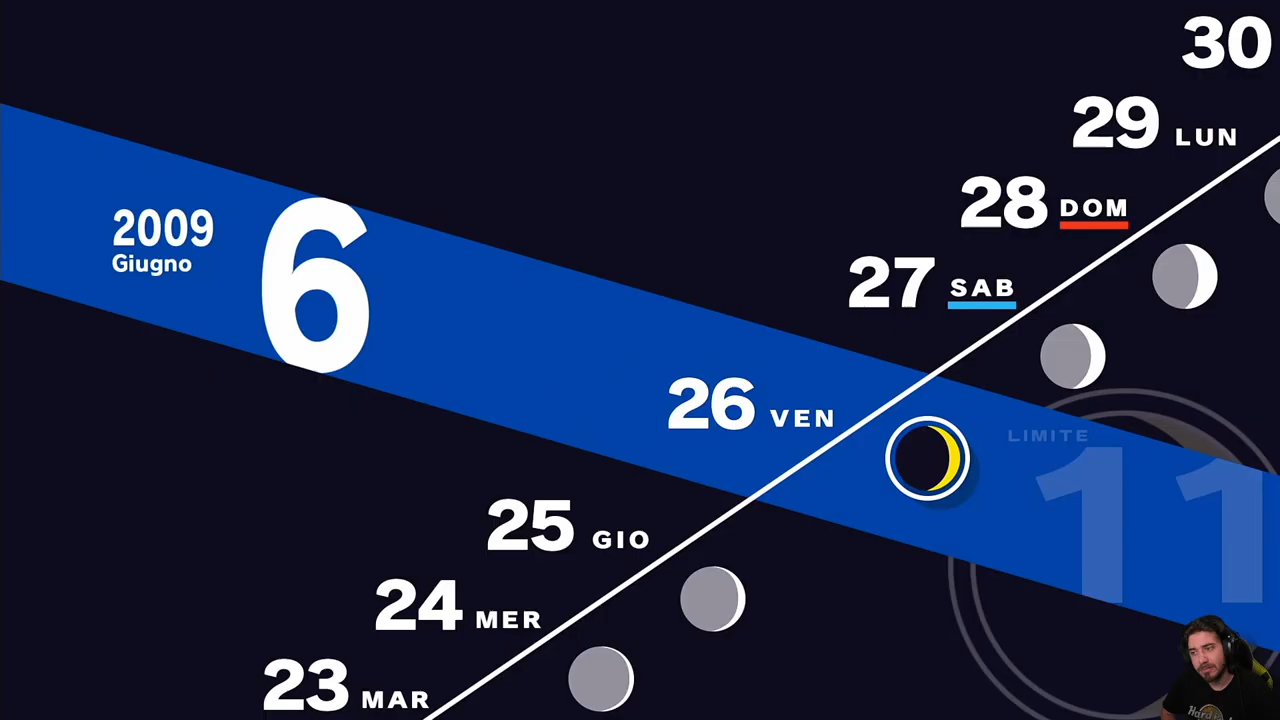 30
29 LUN
28 DOM
27 SAB
2009
Giugno
6
26 VEN
LIMITE
11
25 GIO
24 MER
23 MAR